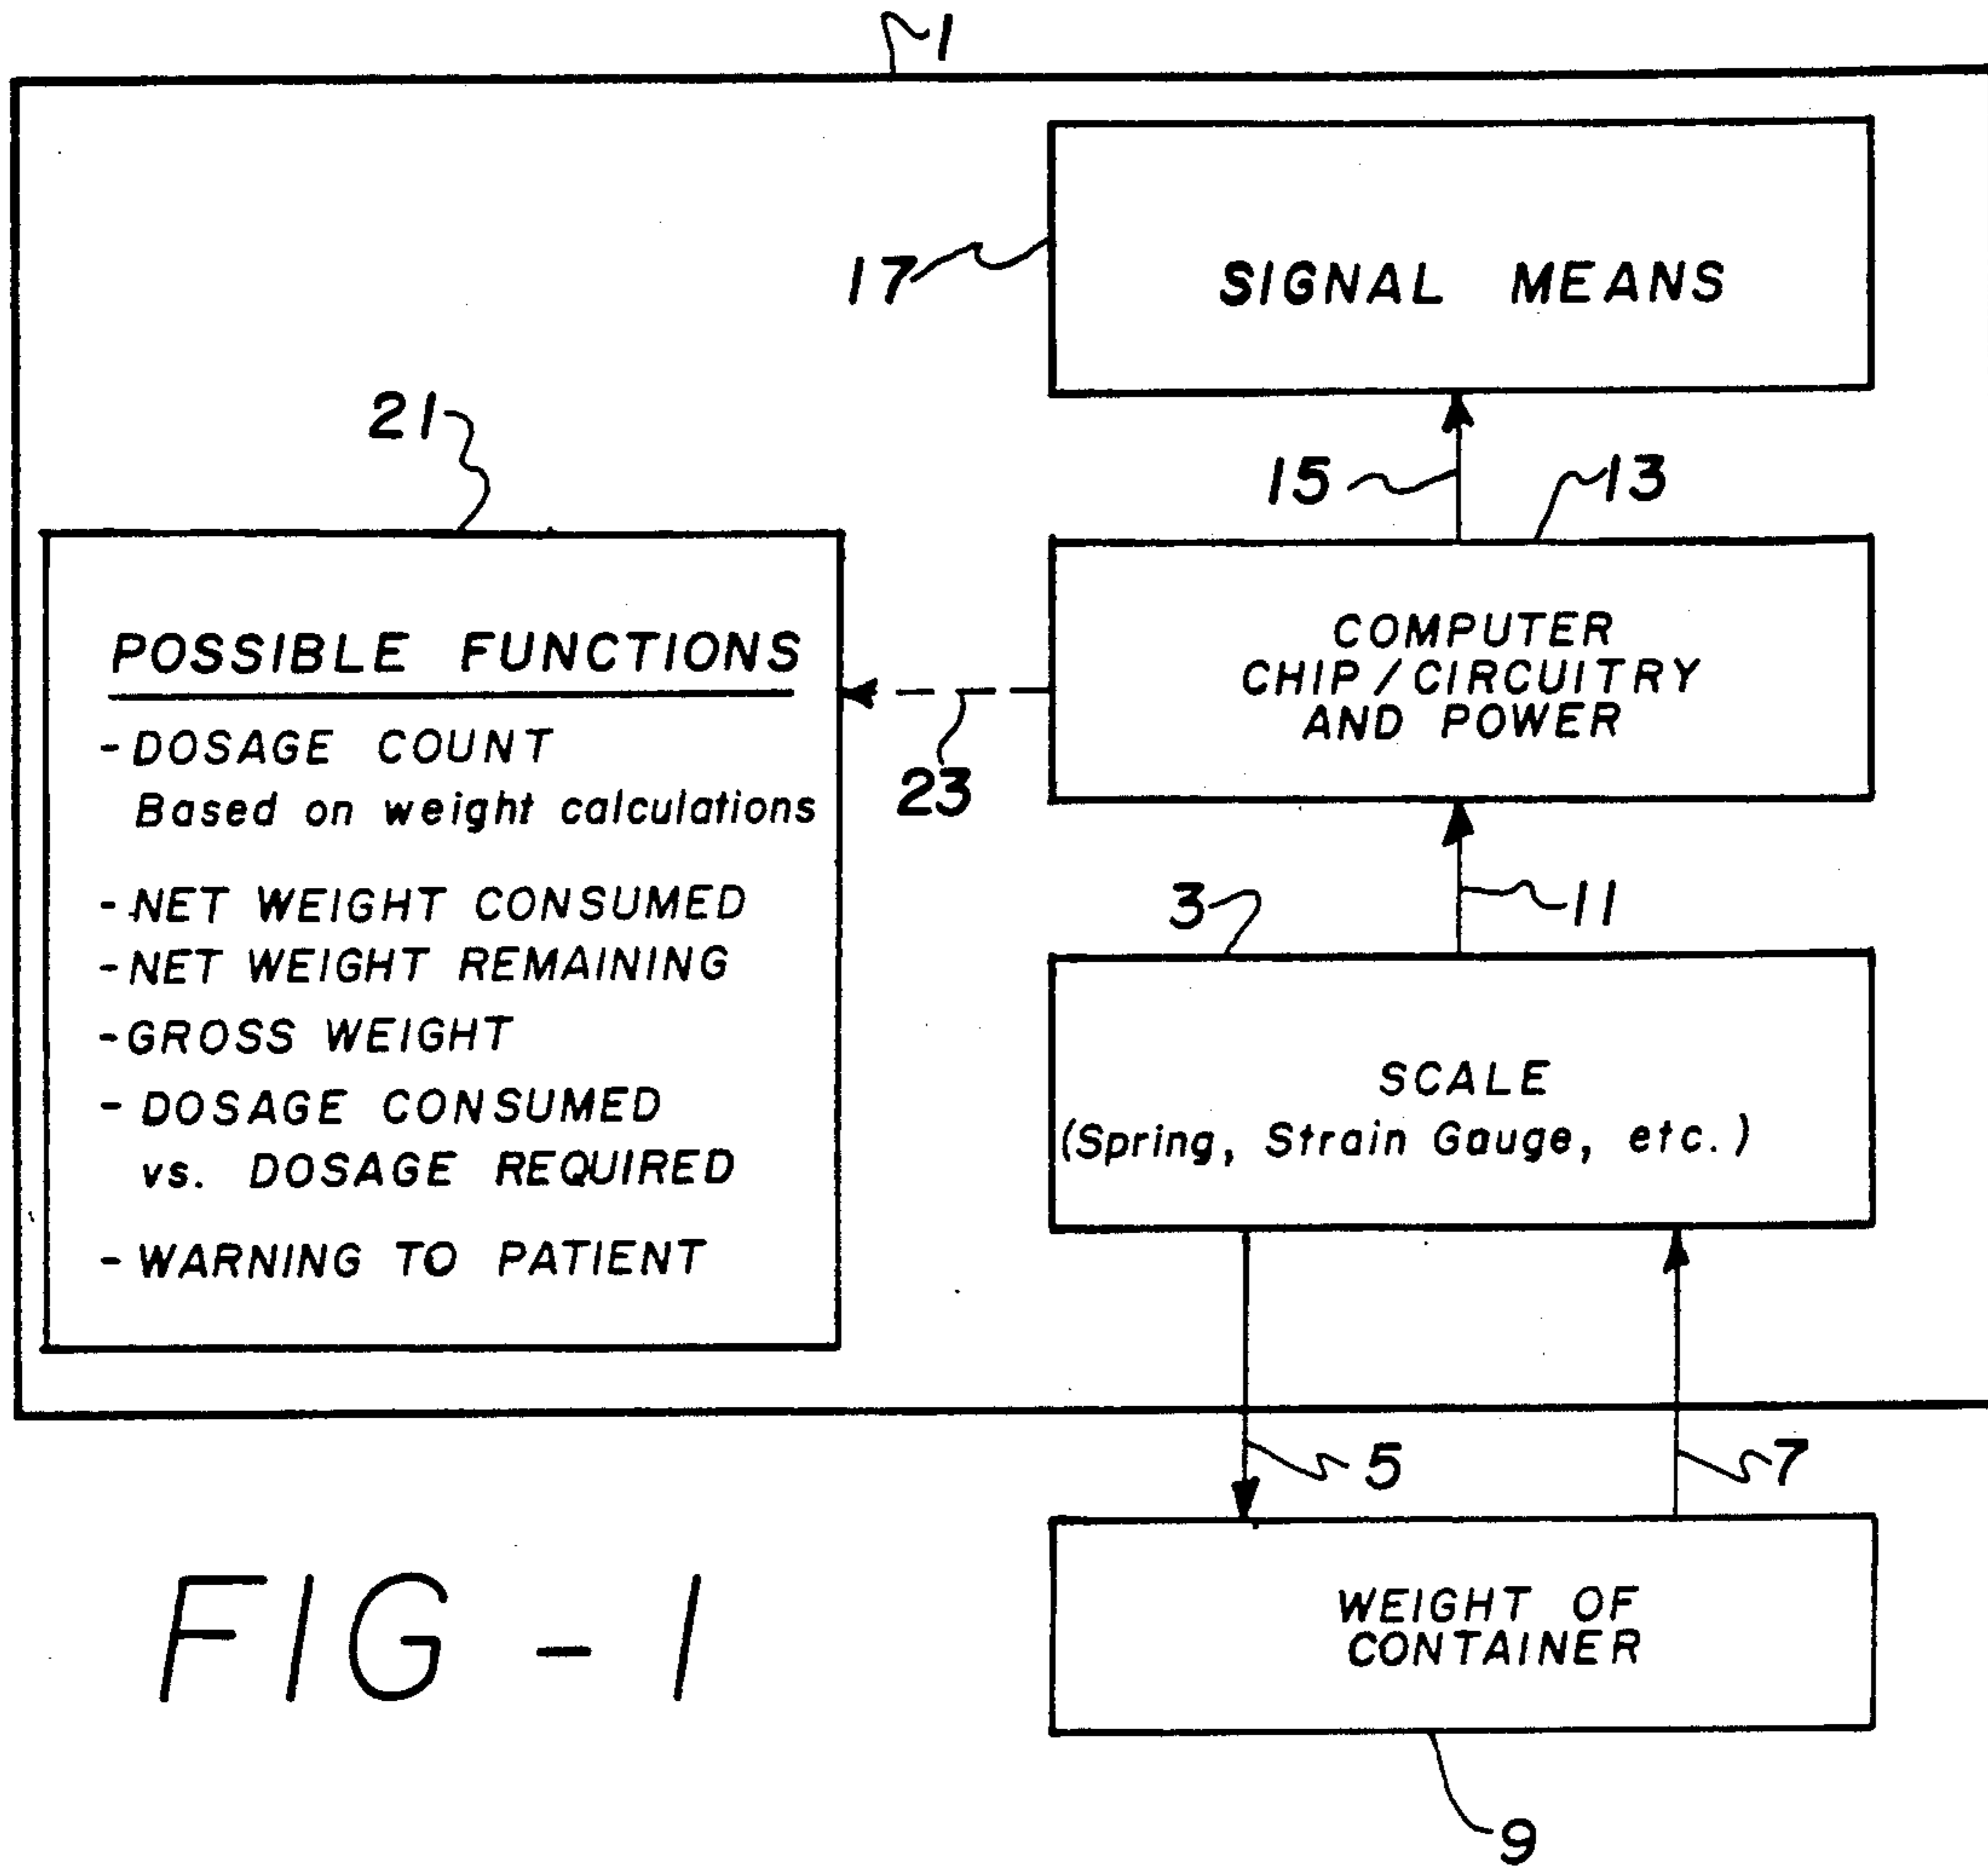 1
17
SIGNAL MEANS
21
15
13
POSSIBLE FUNCTIONS
-DOSAGE COUNT
Based on weight calculations
-NET WEIGHT CONSUMED
-NET WEIGHT REMAINING
-GROSS WEIGHT
- DOSAGE CONSUMED
vs. DOSAGE REQUIRED
- WARNING TO PATIENT
23
COMPUTER
CHIP/CIRCUITRY
AND POWER
3
11
SCALE
(Spring, Strain Gauge, etc.)
5
7
WEIGHT OF
CONTAINER
9
FIG-1